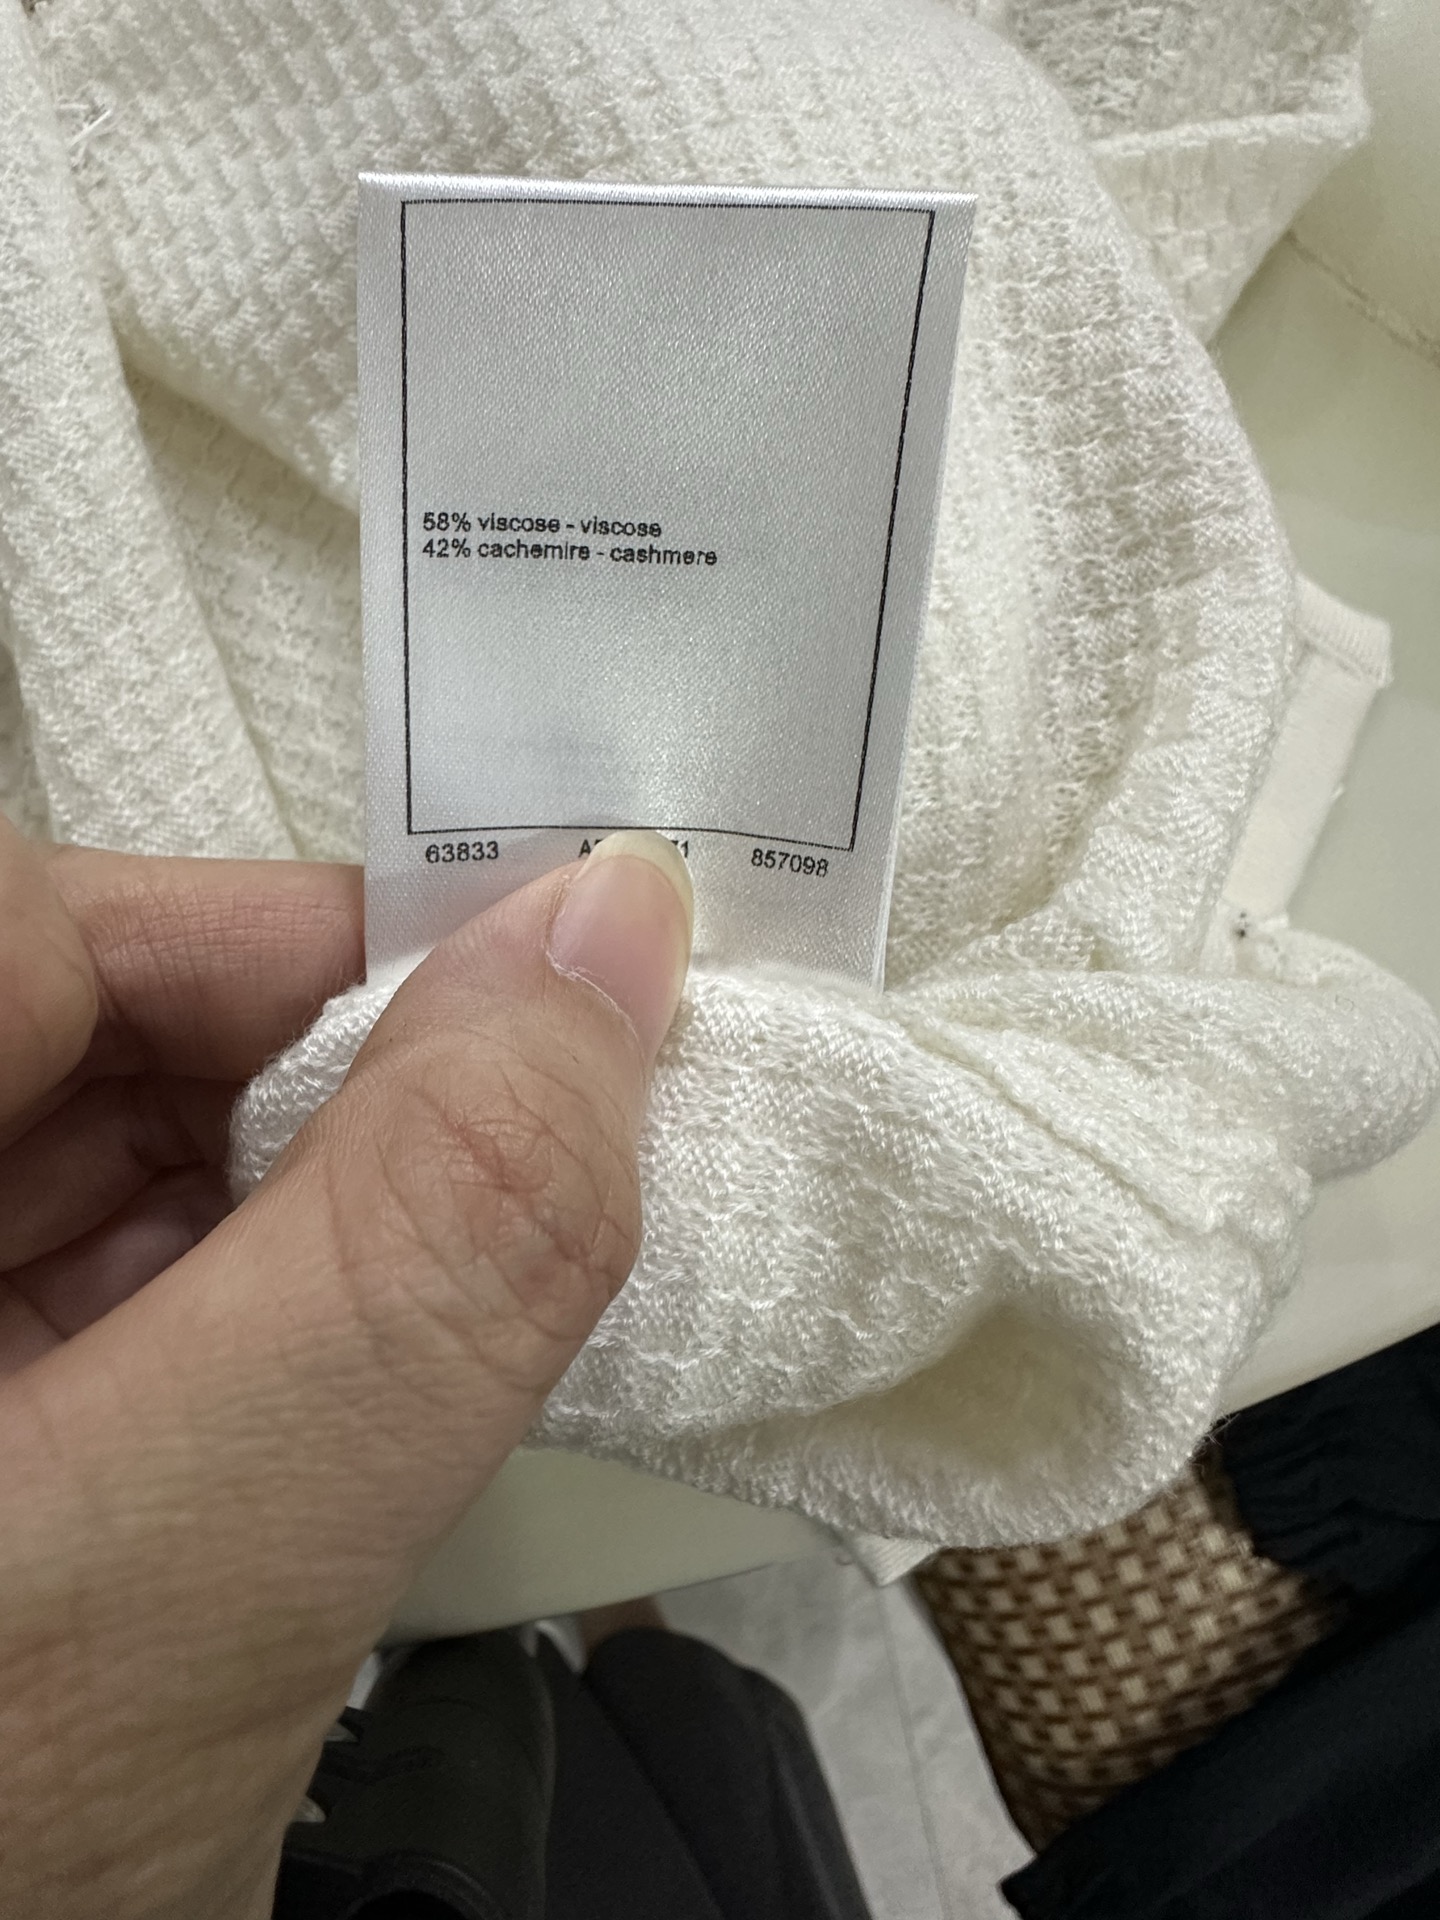 58% viscose - viscose
42% cachemire - cashmere
63833 857098